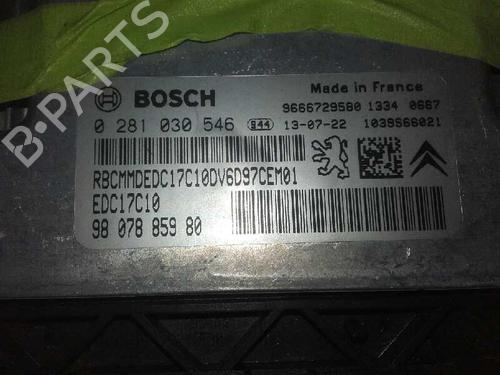 B-PARTS
BOSCH
Made in France
9666729580 1334 0667
0 281 030 546 S44 13-07-22 1039S66021
RBCMMDEDC17C10DV6D97CEM01
EDC17C10
98 078 859 80